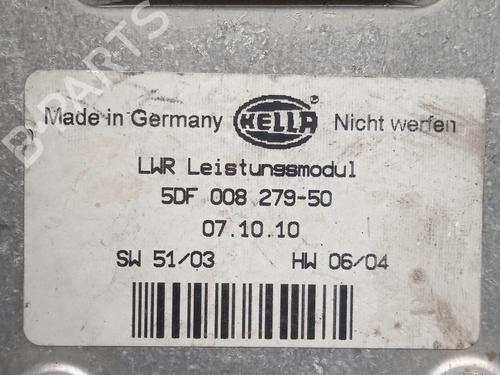 Made in Germany HELLA ® Nicht werfen
LWR Leistungsmodul
5DF 008 279-50
07.10.10
SW 51/03 HW 06/04
B-PARTS